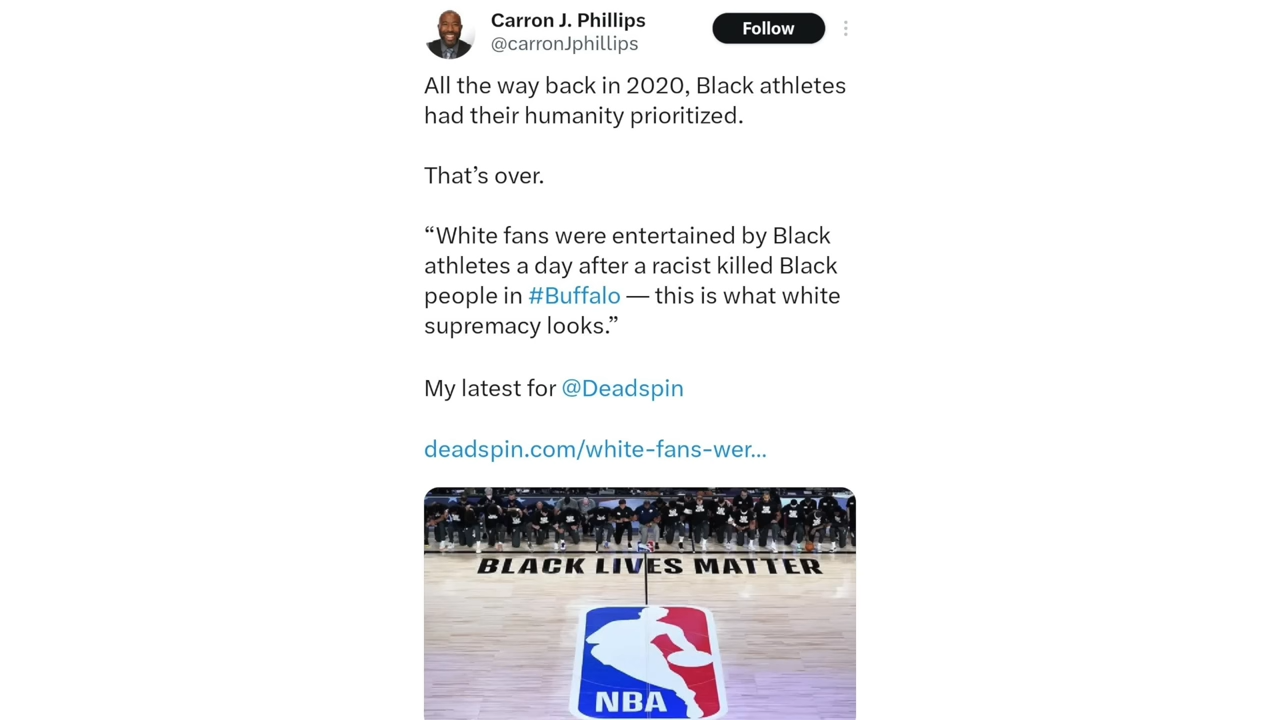 Carron J. Phillips
@carronJphillips
Follow
All the way back in 2020, Black athletes
had their humanity prioritized.
That's over.
“White fans were entertained by Black
athletes a day after a racist killed Black
people in #Buffalo — this is what white
supremacy looks.”
My latest for @Deadspin
deadspin.com/white-fans-wer...
BLACK LIVES MATTER
NBA